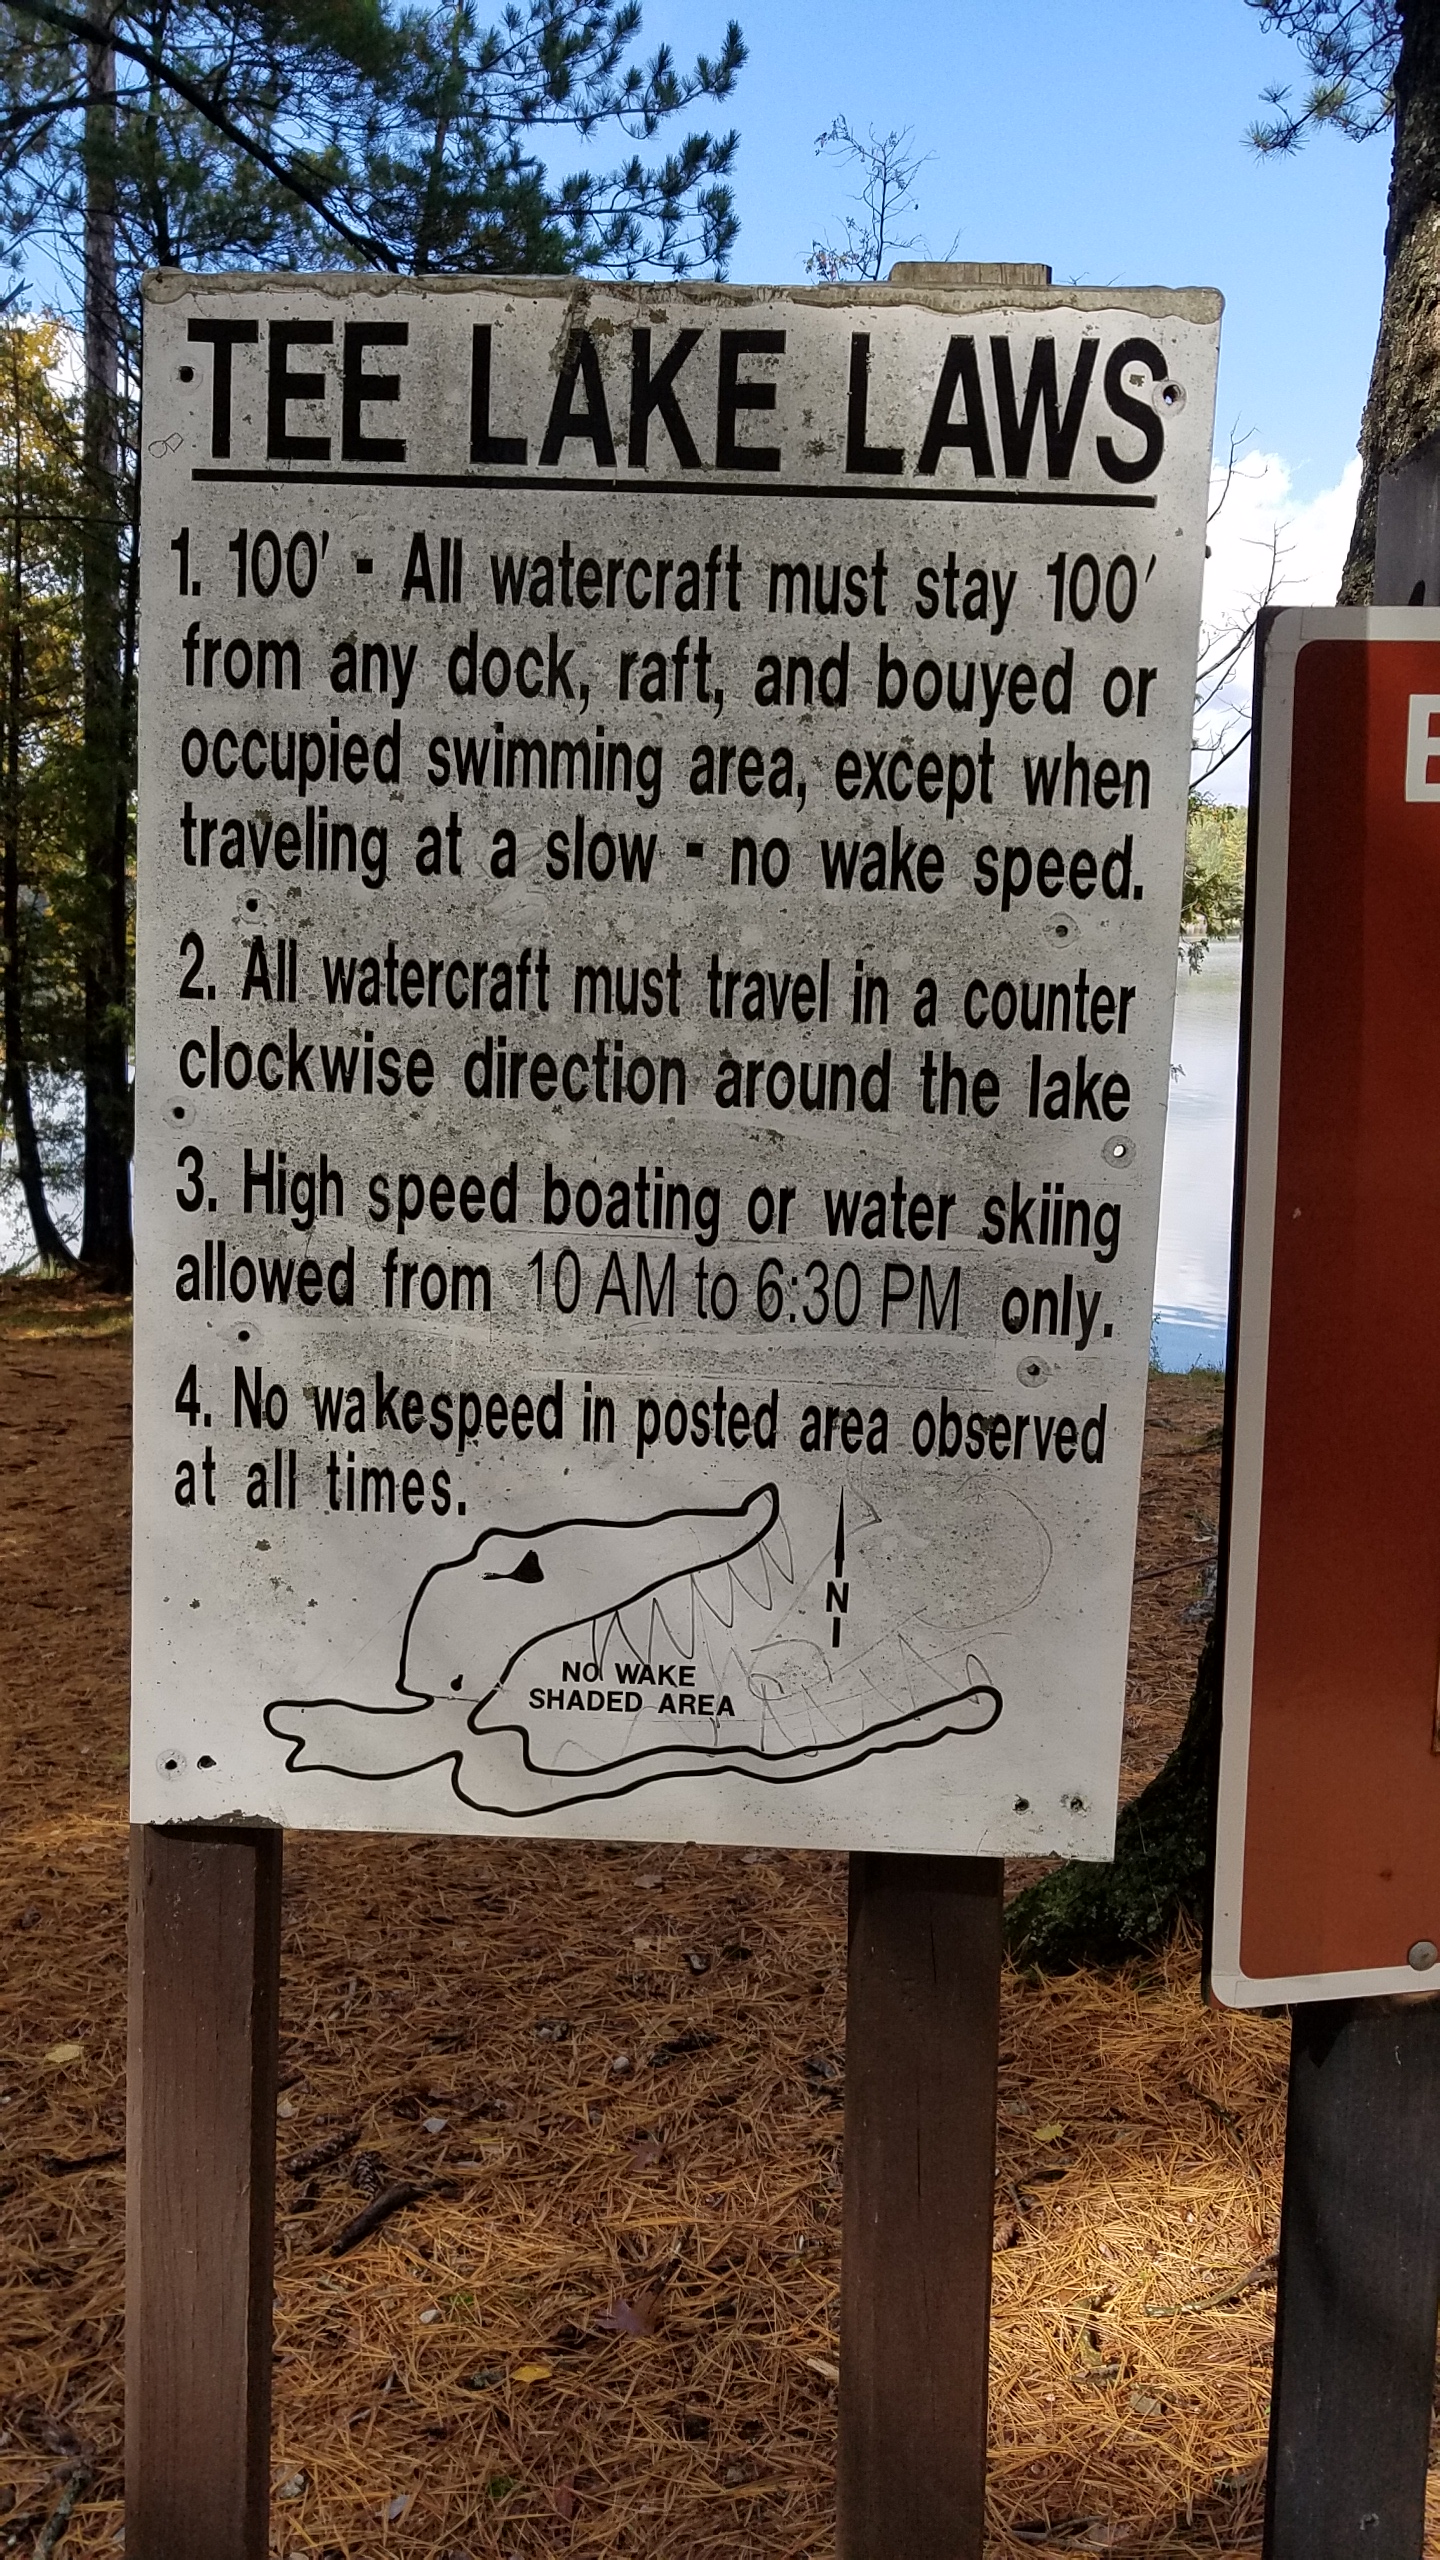 TEE LAKE LAWS
1. 100' - All watercraft must stay 100'
from any dock, raft, and bouyed or
occupied swimming area, except when
traveling at a slow - no wake speed.
2. All watercraft must travel in a counter
clockwise direction around the lake
3. High speed boating or water skiing
allowed from 10 AM to 6:30 PM only.
4. No wakespeed in posted area observed
at all times.
N
NO WAKE
SHADED AREA